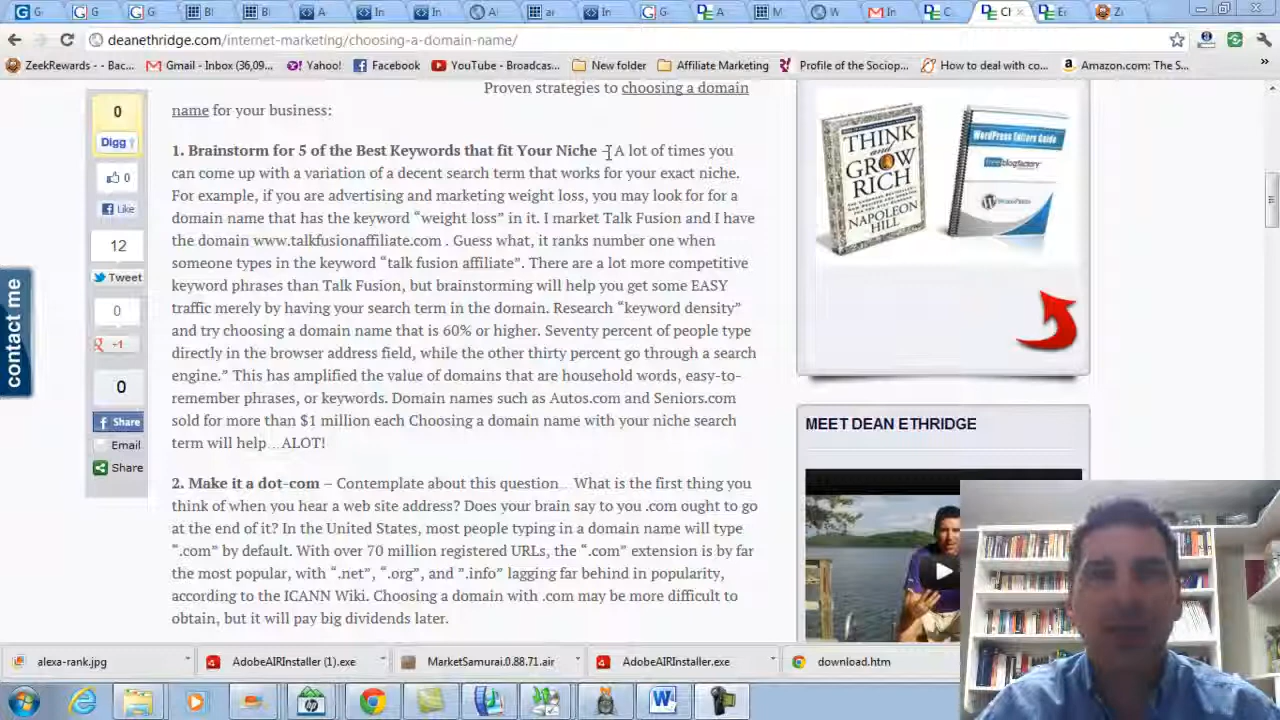 G
G
G
Bl
Bl
A
In
In
Al
ar
In
G
A
M
W
In
C
Cl
Er
Z
deanethridge.com/internet-marketing/choosing-a-domain-name/
ZeekRewards -- Bac...
Gmail - Inbox (36,09...
Yahoo!
Facebook
YouTube - Broadcas...
New folder
Affiliate Marketing
Profile of the Sociop...
How to deal with co...
Amazon.com: The S...
»
Proven strategies to choosing a domain
name for your business:
1. Brainstorm for Some Best Keywords that fit Your Niche – A lot of times you
can come up with a variation of a decent search term that works for your exact niche.
For example, if you are advertising and marketing weight loss, you may look for for a
domain name that has the keyword “weight loss” in it. I market Talk Fusion and I have
the domain www.talkfusionaffiliate.com . Guess what, it ranks number one when
someone types in the keyword “talk fusion affiliate”. There are a lot more competitive
keyword phrases than Talk Fusion, but brainstorming will help you get some EASY
traffic merely by having your search term in the domain. Research “keyword density”
and try choosing a domain name that is 60% or higher. Seventy percent of people type
directly in the browser address field, while the other thirty percent go through a search
engine.” This has amplified the value of domains that are household words, easy-to-
remember phrases, or keywords. Domain names such as Autos.com and Seniors.com
sold for more than $1 million each Choosing a domain name with your niche search
term will help…ALOT!
2. Make it a dot-com – Contemplate about this question… What is the first thing you
think of when you hear a web site address? Does your brain say to you .com ought to go
at the end of it? In the United States, most people typing in a domain name will type
“.com” by default. With over 70 million registered URLs, the “.com” extension is by far
the most popular, with “.net”, “.org”, and ”.info” lagging far behind in popularity,
according to the ICANN Wiki. Choosing a domain with .com may be more difficult to
obtain, but it will pay big dividends later.
0
Digg
0
Like
12
Tweet
0
+1
0
Share
Email
Share
contact me
THINK
and
GROW
RICH
NAPOLEON
HILL
WordPress Editors Guide
freeblogfactory
WordPress
MEET DEAN ETHRIDGE
alexa-rank.jpg
AdobeAIRInstaller (1).exe
MarketSamurai.0.88.71.air
AdobeAIRInstaller.exe
download.htm